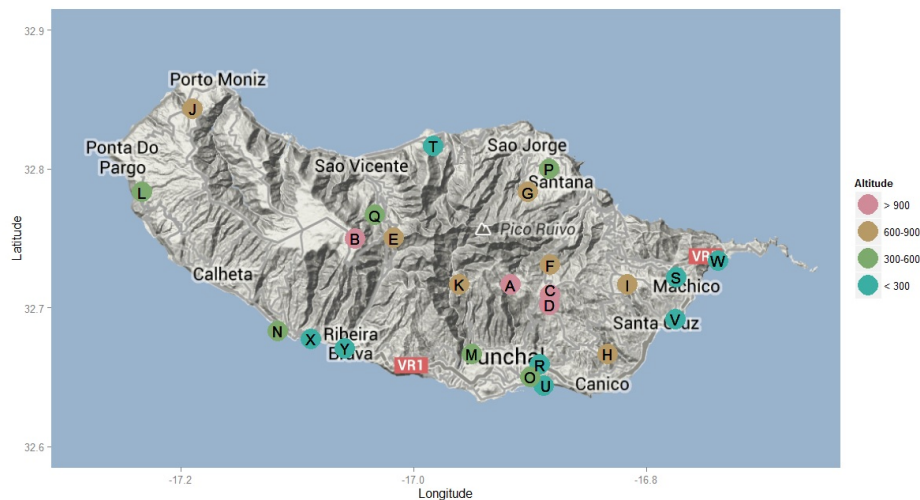 32.9
Porto Moniz
J
Ponta Do
Pargo
T
Sao Vicente
Sao Jorge
32.8
P
Santana
L
G
Q
Latitude
B
E
Pico Ruivo
VR
W
Calheta
F
K
A
C
D
I
S
Machico
32.7
N
X
Ribeira
Brava
Y
Santa Cruz
V
VR1
M
unchal
R
O
U
H
Canico
32.6
-17.2
-17.0
-16.8
Longitude
Altitude
> 900
600-900
300-600
< 300